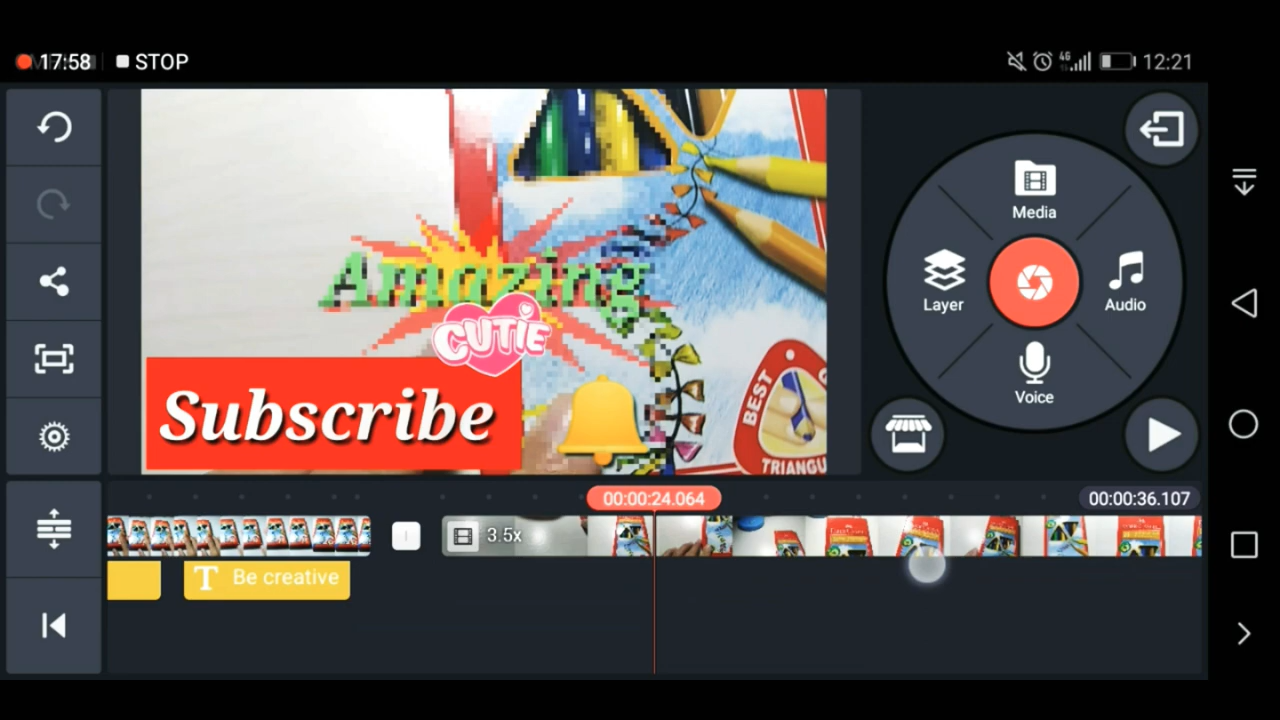 17:58 STOP
4G 12:21
Media
Layer
Audio
Voice
Amazing
CUTIE
Subscribe
BEST
TRIANGU
00:00:24.064
00:00:36.107
3.5x
T Be creative